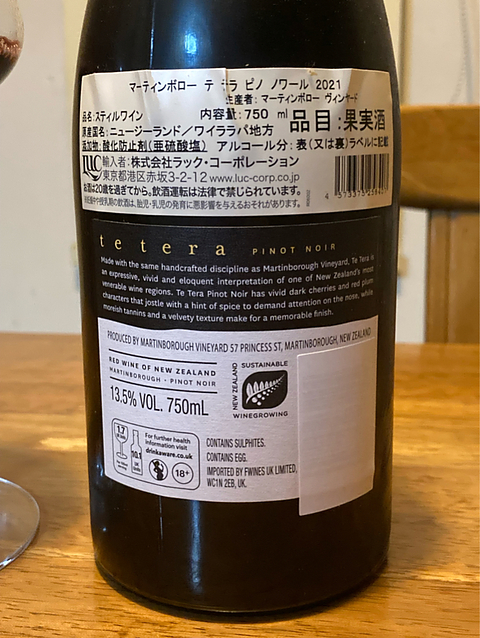 マーティンボロー テ テラ ピノ ノワール 2021
生産者: マーティンボロー ヴィンヤード
品名:スティルワイン 内容量:750 ml 品目:果実酒
原産国名:ニュージーランド/ワイララパ地方
添加物:酸化防止剤(亜硫酸塩) アルコール分:表(又は裏)ラベルに記載
LUC 輸入者:株式会社ラック・コーポレーション
東京都港区赤坂3-2-12 www.luc-corp.co.jp
お酒は20歳を過ぎてから。飲酒運転は法律で禁じられています。
妊娠中や授乳期の飲酒は、胎児・乳児の発育に悪影響を与えるおそれがあります。
te tera PINOT NOIR
Made with the same handcrafted discipline as Martinborough Vineyard, Te Tera is
an expressive, vivid and eloquent interpretation of one of New Zealand's most
venerable wine regions. Te Tera Pinot Noir has vivid dark cherries and red plum
characters that jostle with a hint of spice to demand attention on the nose, while
moreish tannins and a velvety texture make for a memorable finish.
PRODUCED BY MARTINBOROUGH VINEYARD 57 PRINCESS ST, MARTINBOROUGH, NEW ZEALAND
RED WINE OF NEW ZEALAND
MARTINBOROUGH · PINOT NOIR
13.5% VOL. 750mL
NEW ZEALAND
SUSTAINABLE
WINEGROWING
1.7
10.1
For further health
information visit
drinkaware.co.uk
18+
CONTAINS SULPHITES.
CONTAINS EGG.
IMPORTED BY FWINES UK LIMITED,
WC1N 2EB, UK.